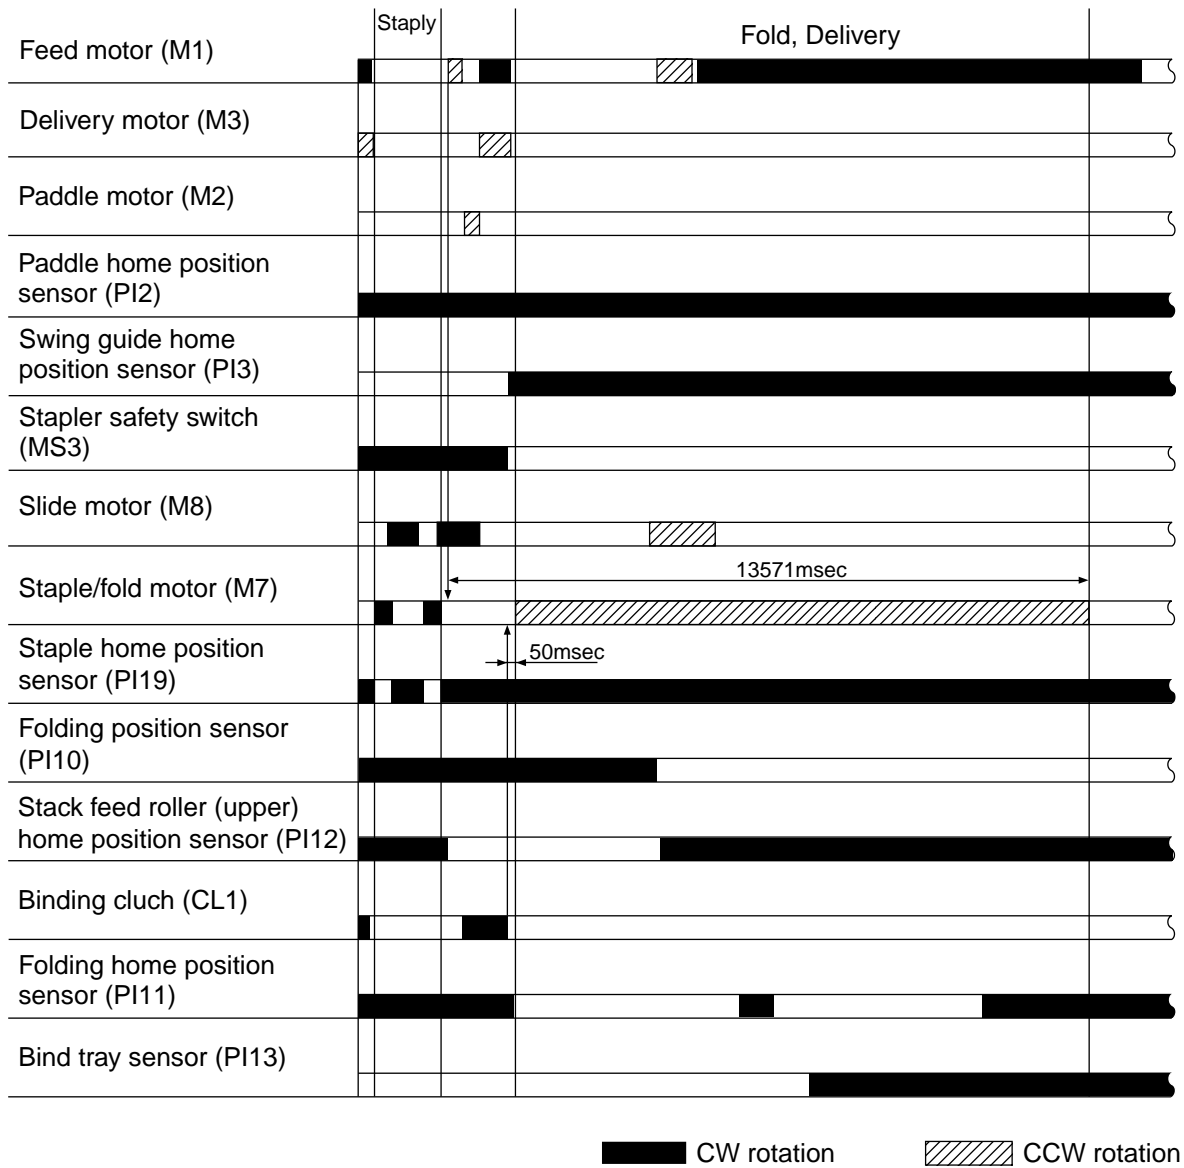 Staply
Fold, Delivery
Feed motor (M1)
Delivery motor (M3)
Paddle motor (M2)
Paddle home position
sensor (PI2)
Swing guide home
position sensor (PI3)
Stapler safety switch
(MS3)
Slide motor (M8)
13571msec
Staple/fold motor (M7)
50msec
Staple home position
sensor (PI19)
Folding position sensor
(PI10)
Stack feed roller (upper)
home position sensor (PI12)
Binding cluch (CL1)
Folding home position
sensor (PI11)
Bind tray sensor (PI13)
CW rotation
CCW rotation